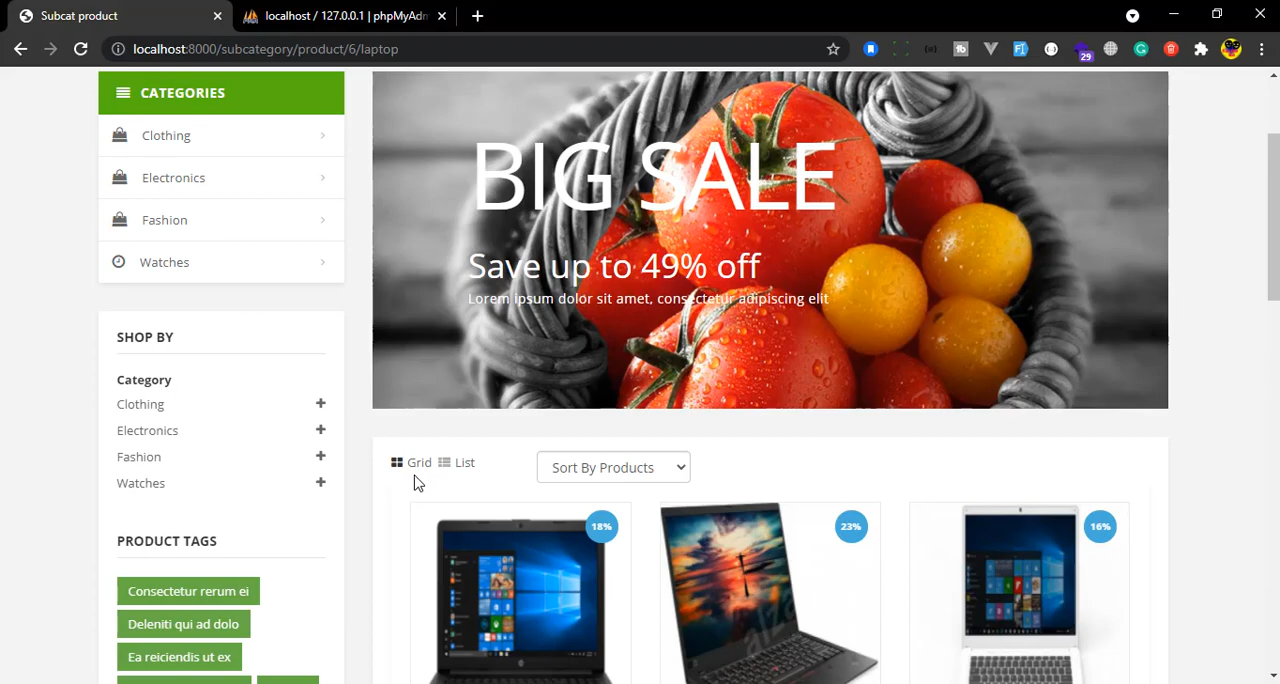 Subcat product
localhost / 127.0.0.1 | phpMyAdm
localhost:8000/subcategory/product/6/laptop
29
CATEGORIES
Clothing
Electronics
Fashion
Watches
SHOP BY
Category
Clothing
Electronics
Fashion
Watches
PRODUCT TAGS
Consectetur rerum ei
Deleniti qui ad dolo
Ea reiciendis ut ex
BIG SALE
Save up to 49% off
Lorem ipsum dolor sit amet, consectetur adipiscing elit
Grid
List
Sort By Products
18%
23%
16%